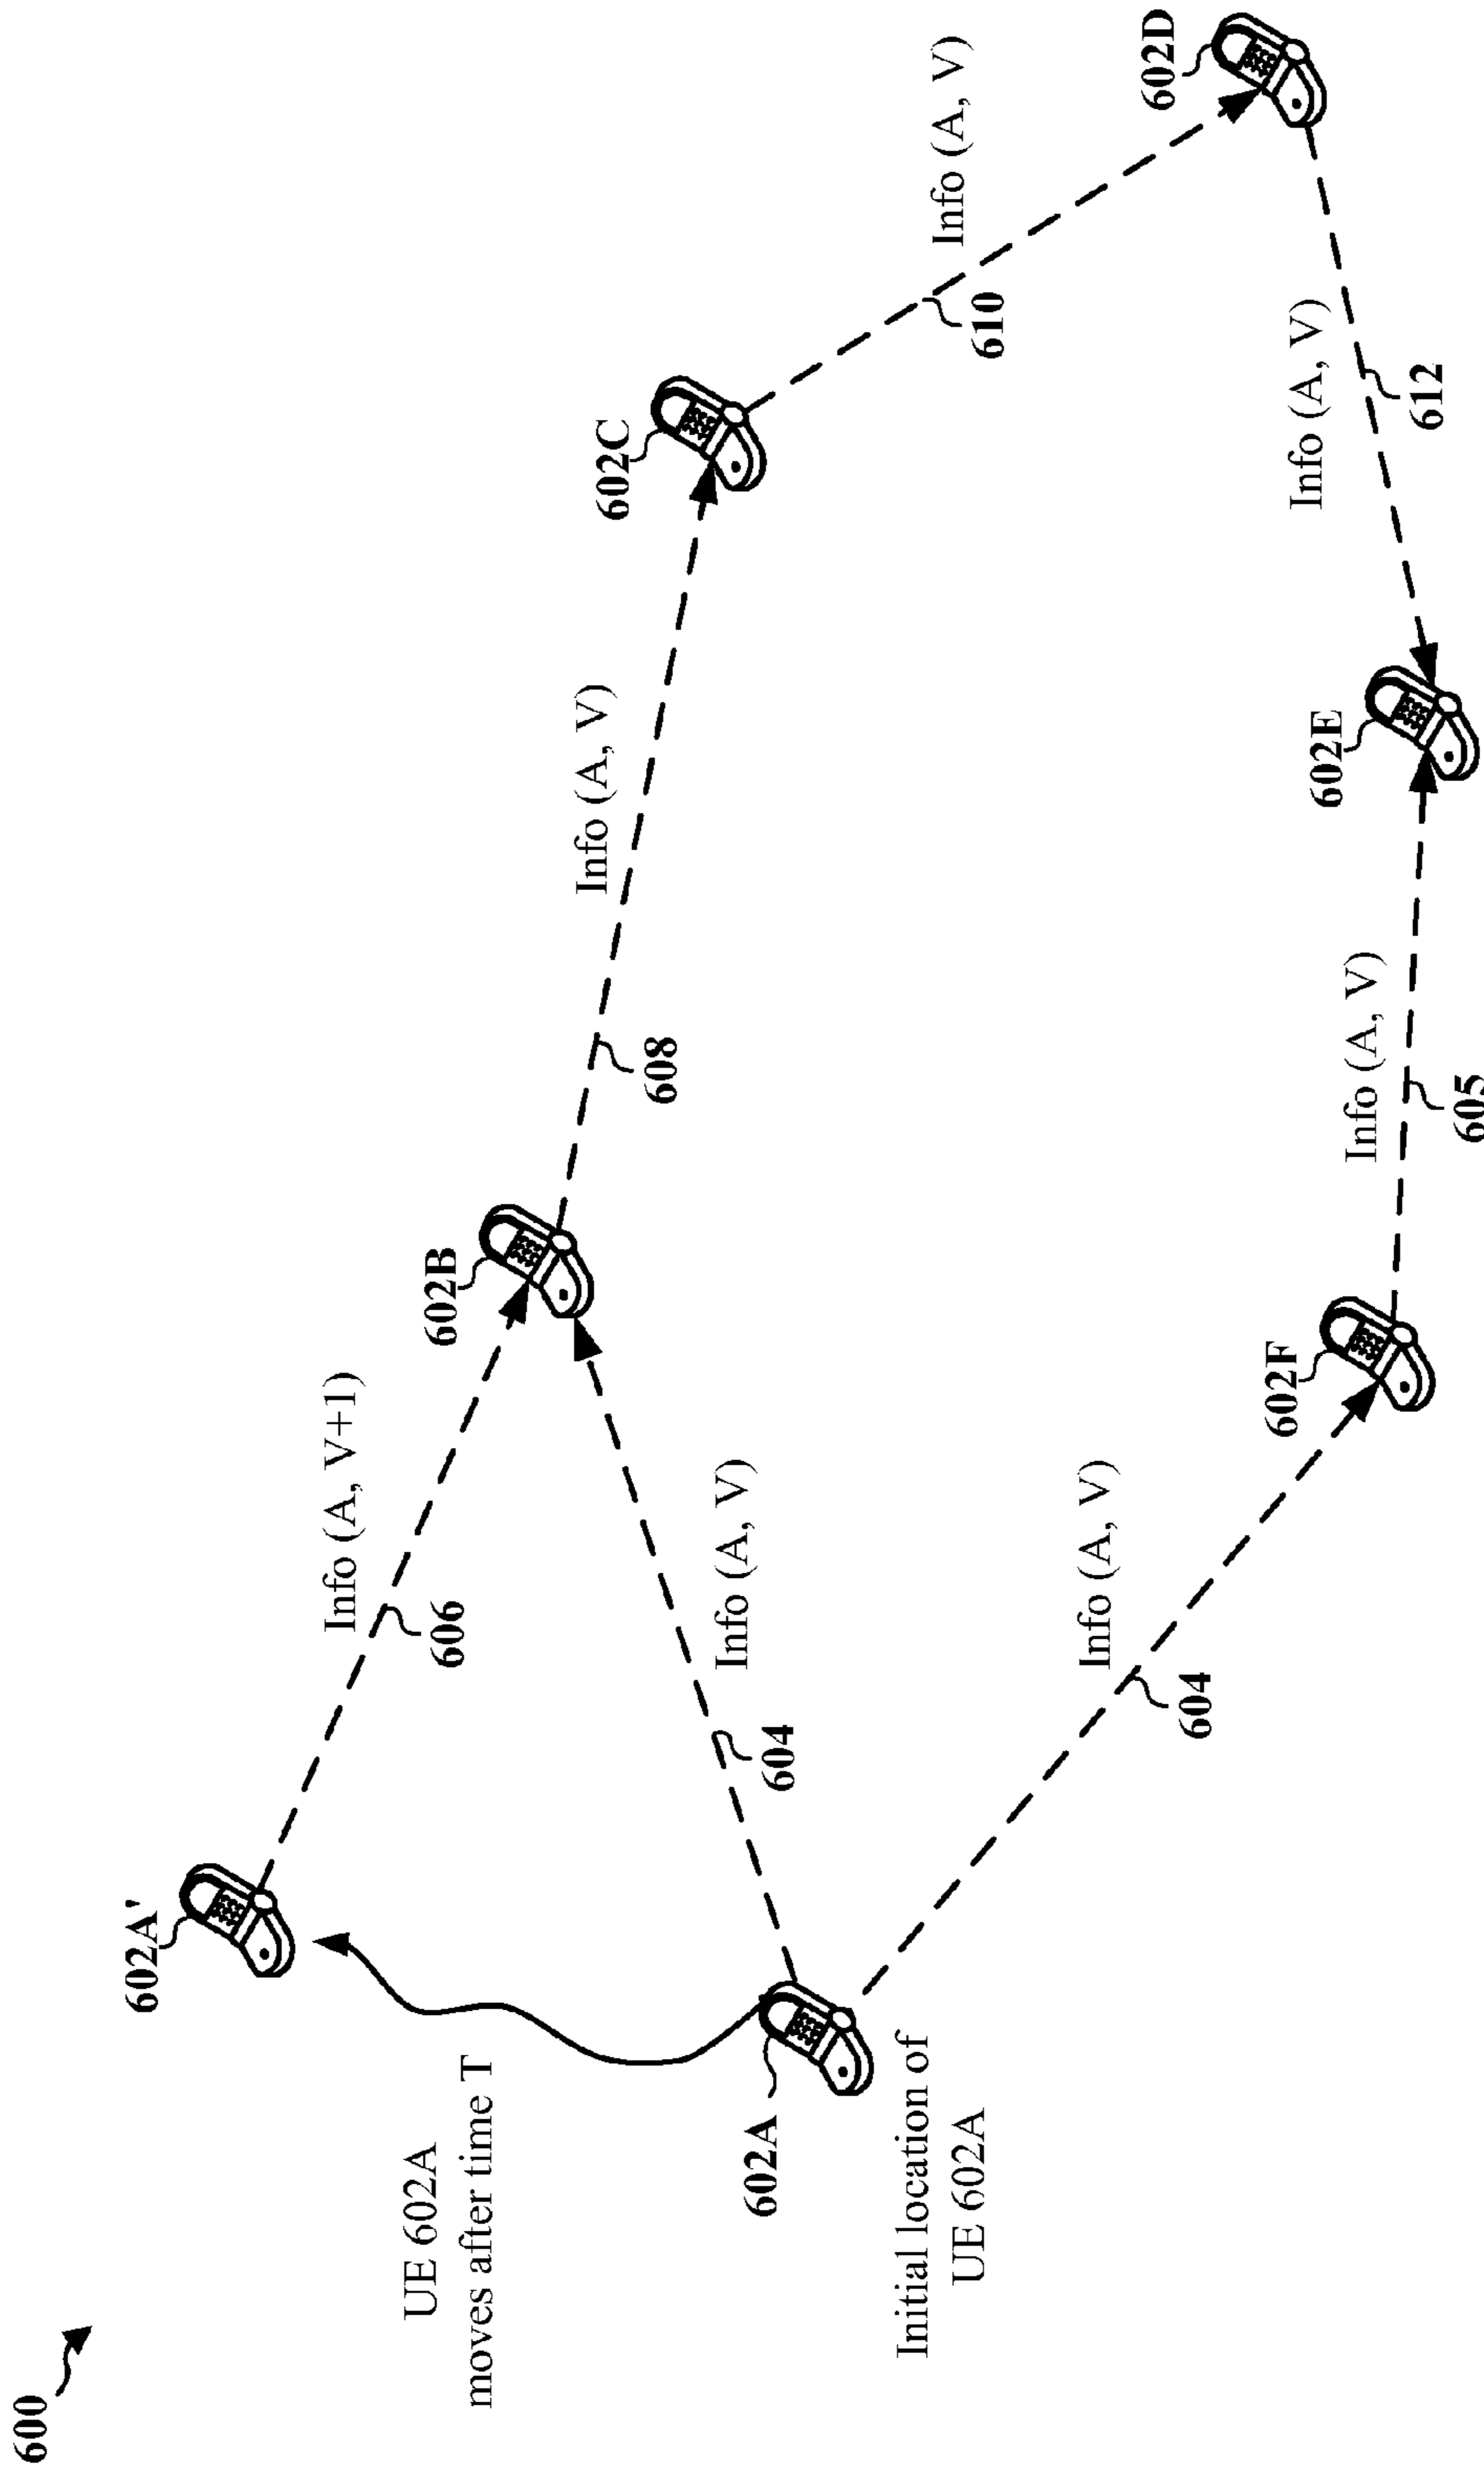 600
UE 602A
moves after time T
602A'
Info (A, V+1)
606
602B
Info (A, V)
608
602C
Info (A, V)
610
602D
602A
Initial location of
UE 602A
Info (A, V)
604
Info (A, V)
604
602F
Info (A, V)
605
602E
Info (A, V)
612